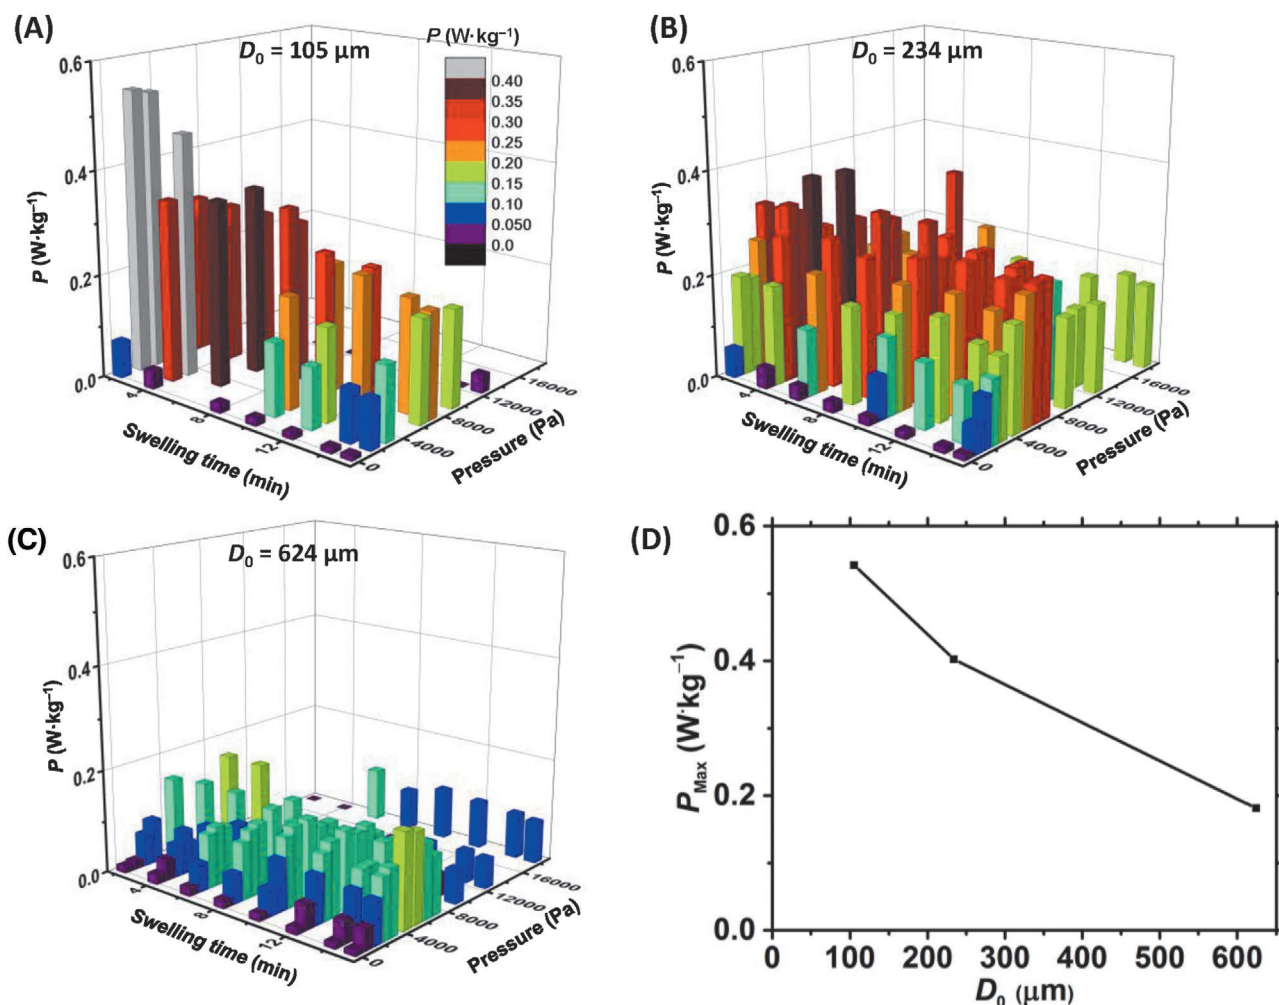 (A)
D₀ = 105 μm
P (W·kg⁻¹)
0.40
0.35
0.30
0.25
0.20
0.15
0.10
0.050
0.0
0.6
0.4
0.2
0.0
P (W·kg⁻¹)
4
8
12
Swelling time (min)
0
4000
8000
12000
16000
Pressure (Pa)
(B)
D₀ = 234 μm
0.6
0.4
0.2
0.0
P (W·kg⁻¹)
4
8
12
Swelling time (min)
0
4000
8000
12000
16000
Pressure (Pa)
(C)
D₀ = 624 μm
0.6
0.4
0.2
0.0
P (W·kg⁻¹)
4
8
12
Swelling time (min)
0
4000
8000
12000
16000
Pressure (Pa)
(D)
0.6
0.4
0.2
0.0
P_Max (W·kg⁻¹)
0 100 200 300 400 500 600
D₀ (μm)